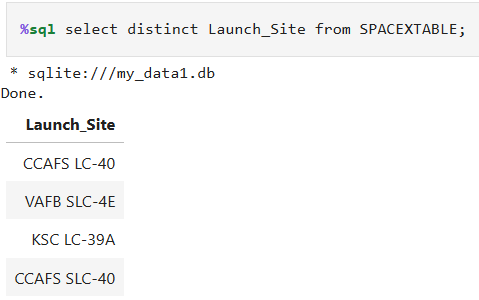 %sql select distinct Launch_Site from SPACEXTABLE;
* sqlite:///my_data1.db
Done.
Launch_Site
CCAFS LC-40
VAFB SLC-4E
KSC LC-39A
CCAFS SLC-40